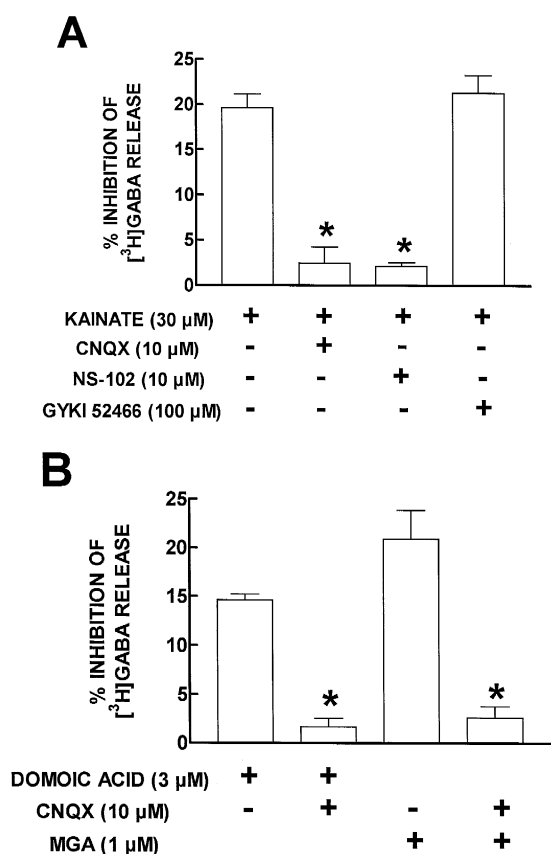 A
% INHIBITION OF
[³H]GABA RELEASE
25
20
15
10
5
0
* *
KAINATE (30 µM) + + + +
CNQX (10 µM) - + - -
NS-102 (10 µM) - - + -
GYKI 52466 (100 µM) - - - +
B
% INHIBITION OF
[³H]GABA RELEASE
25
20
15
10
5
0
* *
DOMOIC ACID (3 µM) + +
CNQX (10 µM) - + - +
MGA (1 µM) + +